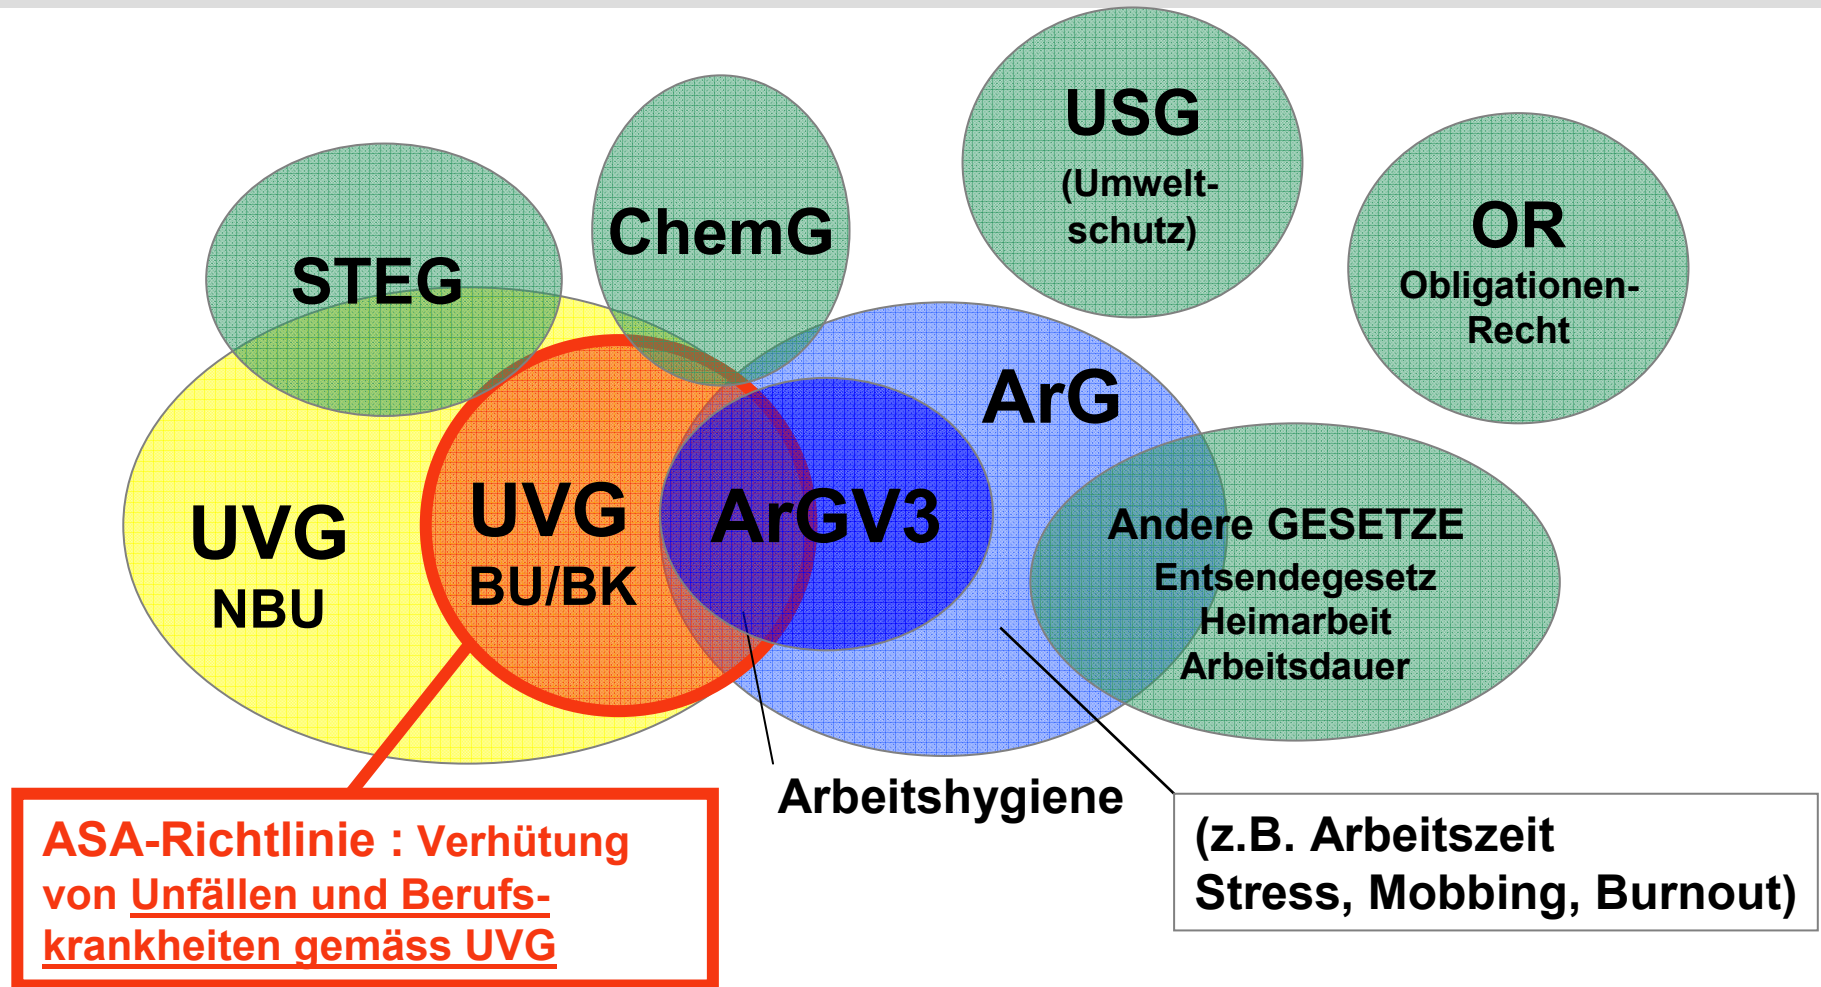 USG
(Umwelt-
schutz)
OR
Obligationen-
Recht
ChemG
STEG
ArG
UVG
NBU
UVG
BU/BK
ArGV3
Andere GESETZE
Entsendegesetz
Heimarbeit
Arbeitsdauer
Arbeitshygiene
ASA-Richtlinie : Verhütung
von Unfällen und Berufs-
krankheiten gemäss UVG
(z.B. Arbeitszeit
Stress, Mobbing, Burnout)